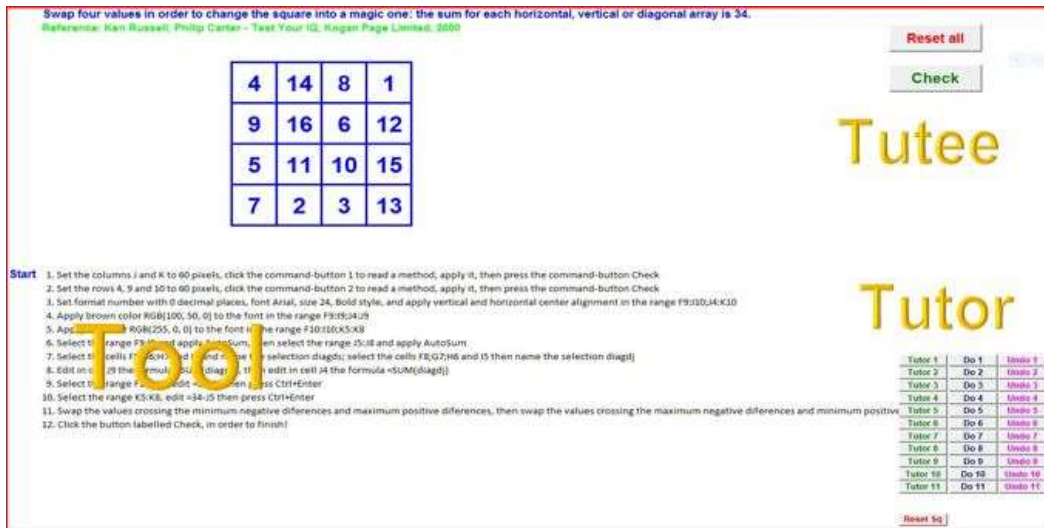 Swap four values in order to change the square into a magic one: the sum for each horizontal, vertical or diagonal array is 34.
Reference: Ken Russell, Philip Carter - Test Your IQ, Kogan Page Limited, 2000
Reset all
Check
4 14 8 1
9 16 6 12
5 11 10 15
7 2 3 13
Tutee
Start
1. Set the columns J and K to 60 pixels, click the command-button 1 to read a method, apply it, then press the command-button Check
2. Set the rows 4, 9 and 10 to 60 pixels, click the command-button 2 to read a method, apply it, then press the command-button Check
3. Set format number with 0 decimal places, font Arial, size 24, Bold style, and apply vertical and horizontal center alignment in the range F9:J10;J4:K10
4. Apply brown color RGB(100, 50, 0) to the font in the range F9:I9;J4:J9
5. RGB(255, 0, 0) to the font in the range F10:I10;K5:K8
6. Select the range and apply AutoSum, then select the range J5:J8 and apply AutoSum
7. Select the cells and the selection diagds; select the cells F8;G7;H6 and I5 then name the selection diagdj
8. Edit in the formula then edit in cell J4 the formula =SUM(diagdj)
9. Select range edit then press Ctrl+Enter
10. Select the range K5:K8, edit =34-J5 then press Ctrl+Enter
11. Swap the values crossing the minimum negative diferences and maximum positive diferences, then swap the values crossing the maximum negative diferences and minimum positive
12. Click the button labelled Check, in order to finish!
Tool
Tutor
Tutor 1 Do 1 Undo 1
Tutor 2 Do 2 Undo 2
Tutor 3 Do 3 Undo 3
Tutor 4 Do 4 Undo 4
Tutor 5 Do 5 Undo 5
Tutor 6 Do 6 Undo 6
Tutor 7 Do 7 Undo 7
Tutor 8 Do 8 Undo 8
Tutor 9 Do 9 Undo 9
Tutor 10 Do 10 Undo 10
Tutor 11 Do 11 Undo 11
Reset Sq